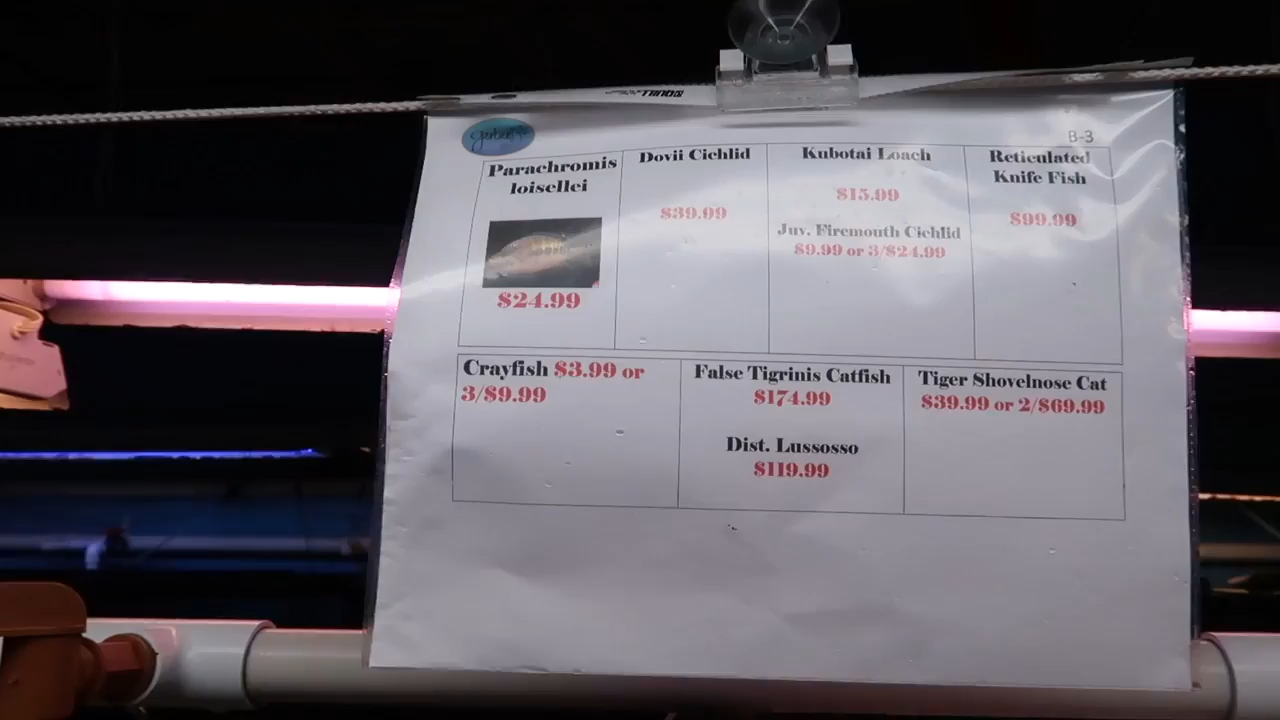 B-3
Parachromis
loisellei
$24.99
Dovii Cichlid
$39.99
Kubotai Loach
$15.99
Juv. Firemouth Cichlid
$9.99 or 3/$24.99
Reticulated
Knife Fish
$99.99
Crayfish $3.99 or
3/$9.99
False Tigrinis Catfish
$174.99
Dist. Lussosso
$119.99
Tiger Shovelnose Cat
$39.99 or 2/$69.99